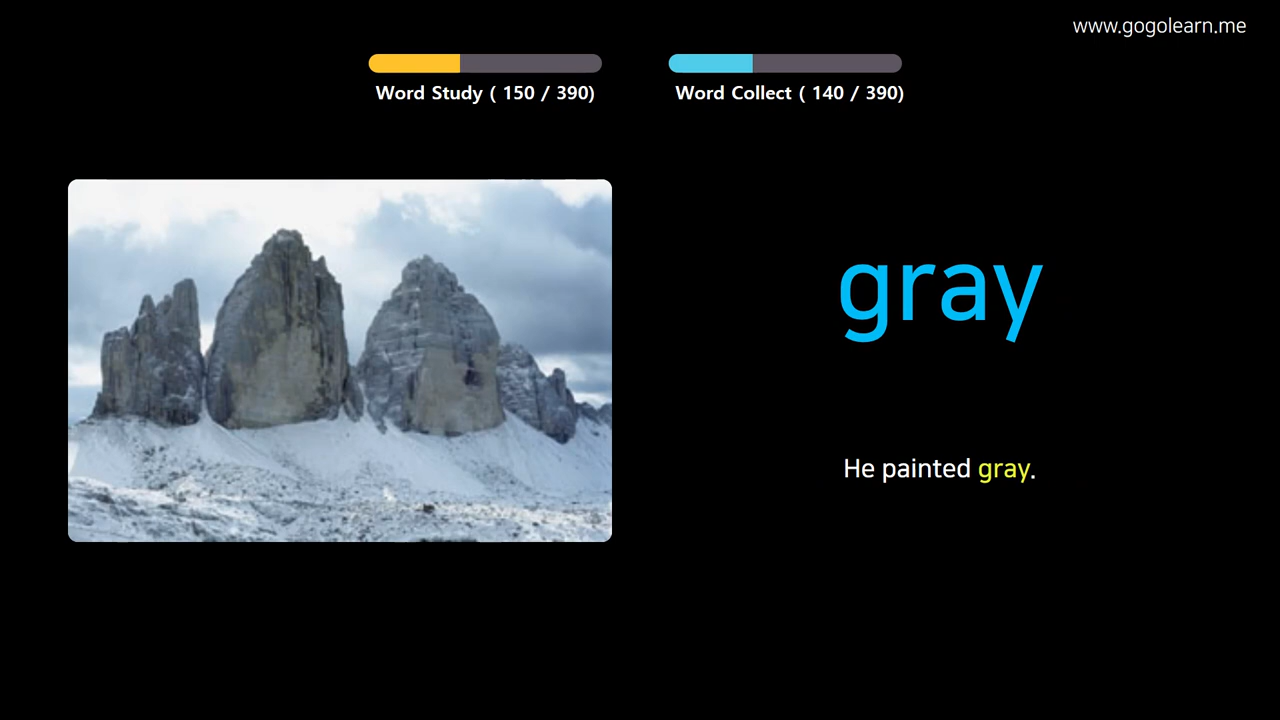 www.gogolearn.me
Word Study ( 150 / 390)
Word Collect ( 140 / 390)
gray
He painted gray.